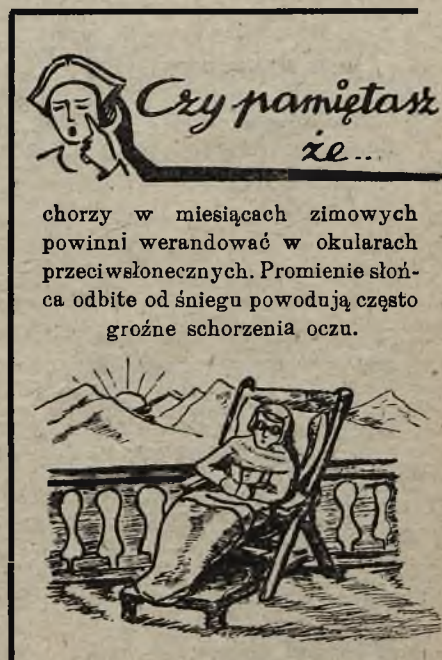 Czy pamiętasz
że..
chorzy w miesiącach zimowych
powinni werandować w okularach
przeciwsłonecznych. Promienie słoń-
ca odbite od śniegu powodują często
groźne schorzenia oczu.